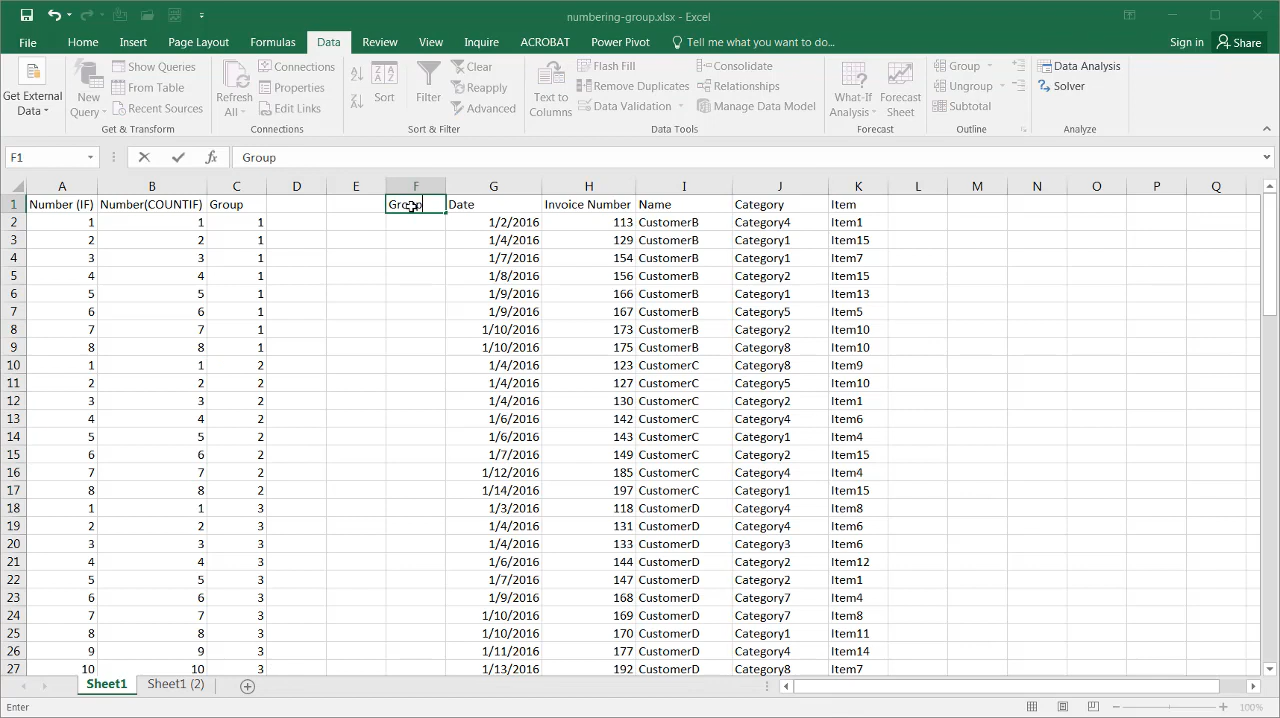 numbering-group.xlsx - Excel
File Home Insert Page Layout Formulas Data Review View Inquire ACROBAT Power Pivot Tell me what you want to do... Sign in Share
Get External Data
New Query
Show Queries
From Table
Recent Sources
Get & Transform
Refresh All
Connections
Properties
Edit Links
Connections
Sort
Filter
Clear
Reapply
Advanced
Sort & Filter
Text to Columns
Flash Fill
Remove Duplicates
Data Validation
Consolidate
Relationships
Manage Data Model
Data Tools
What-If Analysis
Forecast Sheet
Forecast
Group
Ungroup
Subtotal
Outline
Data Analysis
Solver
Analyze
F1 fx Group
A B C D E F G H I J K L M N O P Q
1 Number (IF) Number(COUNTIF) Group Group Date Invoice Number Name Category Item
2 1 1 1 1/2/2016 113 CustomerB Category4 Item1
3 2 2 1 1/4/2016 129 CustomerB Category1 Item15
4 3 3 1 1/7/2016 154 CustomerB Category1 Item7
5 4 4 1 1/8/2016 156 CustomerB Category2 Item15
6 5 5 1 1/9/2016 166 CustomerB Category1 Item13
7 6 6 1 1/9/2016 167 CustomerB Category5 Item5
8 7 7 1 1/10/2016 173 CustomerB Category2 Item10
9 8 8 1 1/10/2016 175 CustomerB Category8 Item10
10 1 1 2 1/4/2016 123 CustomerC Category8 Item9
11 2 2 2 1/4/2016 127 CustomerC Category5 Item10
12 3 3 2 1/4/2016 130 CustomerC Category2 Item1
13 4 4 2 1/6/2016 142 CustomerC Category4 Item6
14 5 5 2 1/6/2016 143 CustomerC Category1 Item4
15 6 6 2 1/7/2016 149 CustomerC Category2 Item15
16 7 7 2 1/12/2016 185 CustomerC Category4 Item4
17 8 8 2 1/14/2016 197 CustomerC Category1 Item15
18 1 1 3 1/3/2016 118 CustomerD Category4 Item8
19 2 2 3 1/4/2016 131 CustomerD Category4 Item6
20 3 3 3 1/4/2016 133 CustomerD Category3 Item6
21 4 4 3 1/6/2016 144 CustomerD Category2 Item12
22 5 5 3 1/7/2016 147 CustomerD Category2 Item1
23 6 6 3 1/9/2016 168 CustomerD Category7 Item4
24 7 7 3 1/10/2016 169 CustomerD Category7 Item8
25 8 8 3 1/10/2016 170 CustomerD Category1 Item11
26 9 9 3 1/11/2016 177 CustomerD Category4 Item14
27 10 10 3 1/13/2016 192 CustomerD Category8 Item7
Sheet1 Sheet1 (2)
Enter 100%